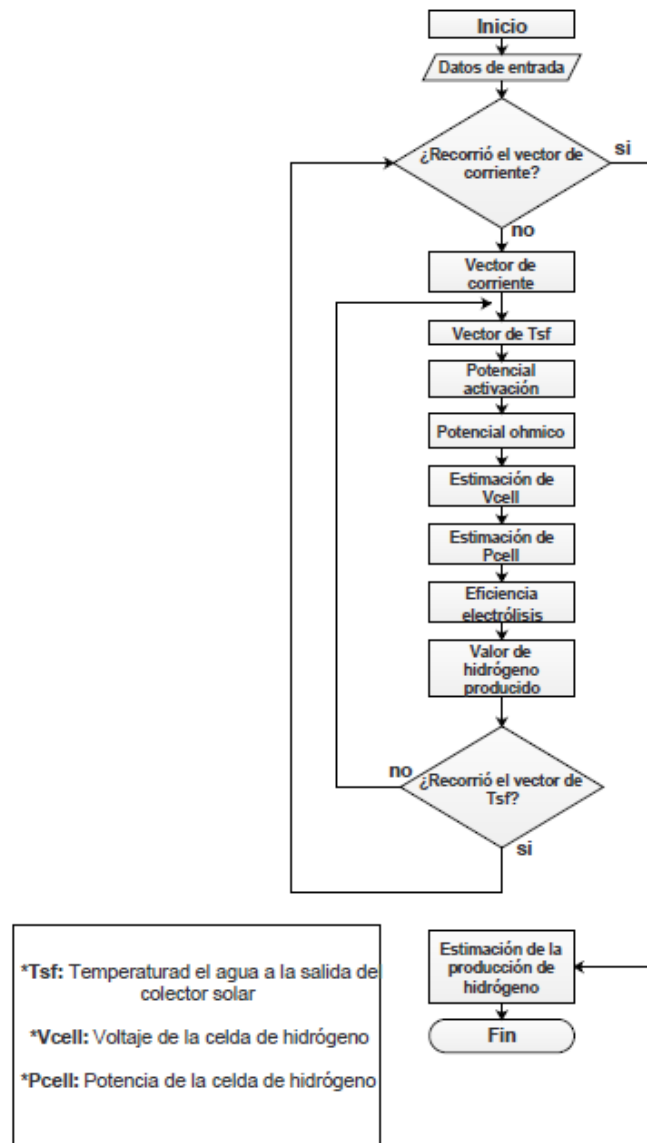 Inicio
Datos de entrada
¿Recorrió el vector de
corriente?
si
no
Vector de
corriente
Vector de Tsf
Potencial
activación
Potencial ohmico
Estimación de
Vcell
Estimación de
Pcell
Eficiencia
electrólisis
Valor de
hidrógeno
producido
no
¿Recorrió el vector de
Tsf?
si
Estimación de la
producción de
hidrógeno
Fin
*Tsf: Temperaturad el agua a la salida del
colector solar
*Vcell: Voltaje de la celda de hidrógeno
*Pcell: Potencia de la celda de hidrógeno